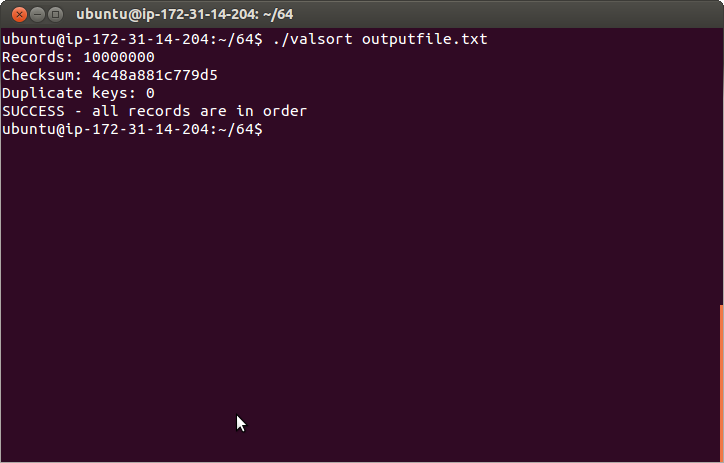 ubuntu@ip-172-31-14-204: ~/64
ubuntu@ip-172-31-14-204:~/64$ ./valsort outputfile.txt
Records: 10000000
Checksum: 4c48a881c779d5
Duplicate keys: 0
SUCCESS - all records are in order
ubuntu@ip-172-31-14-204:~/64$